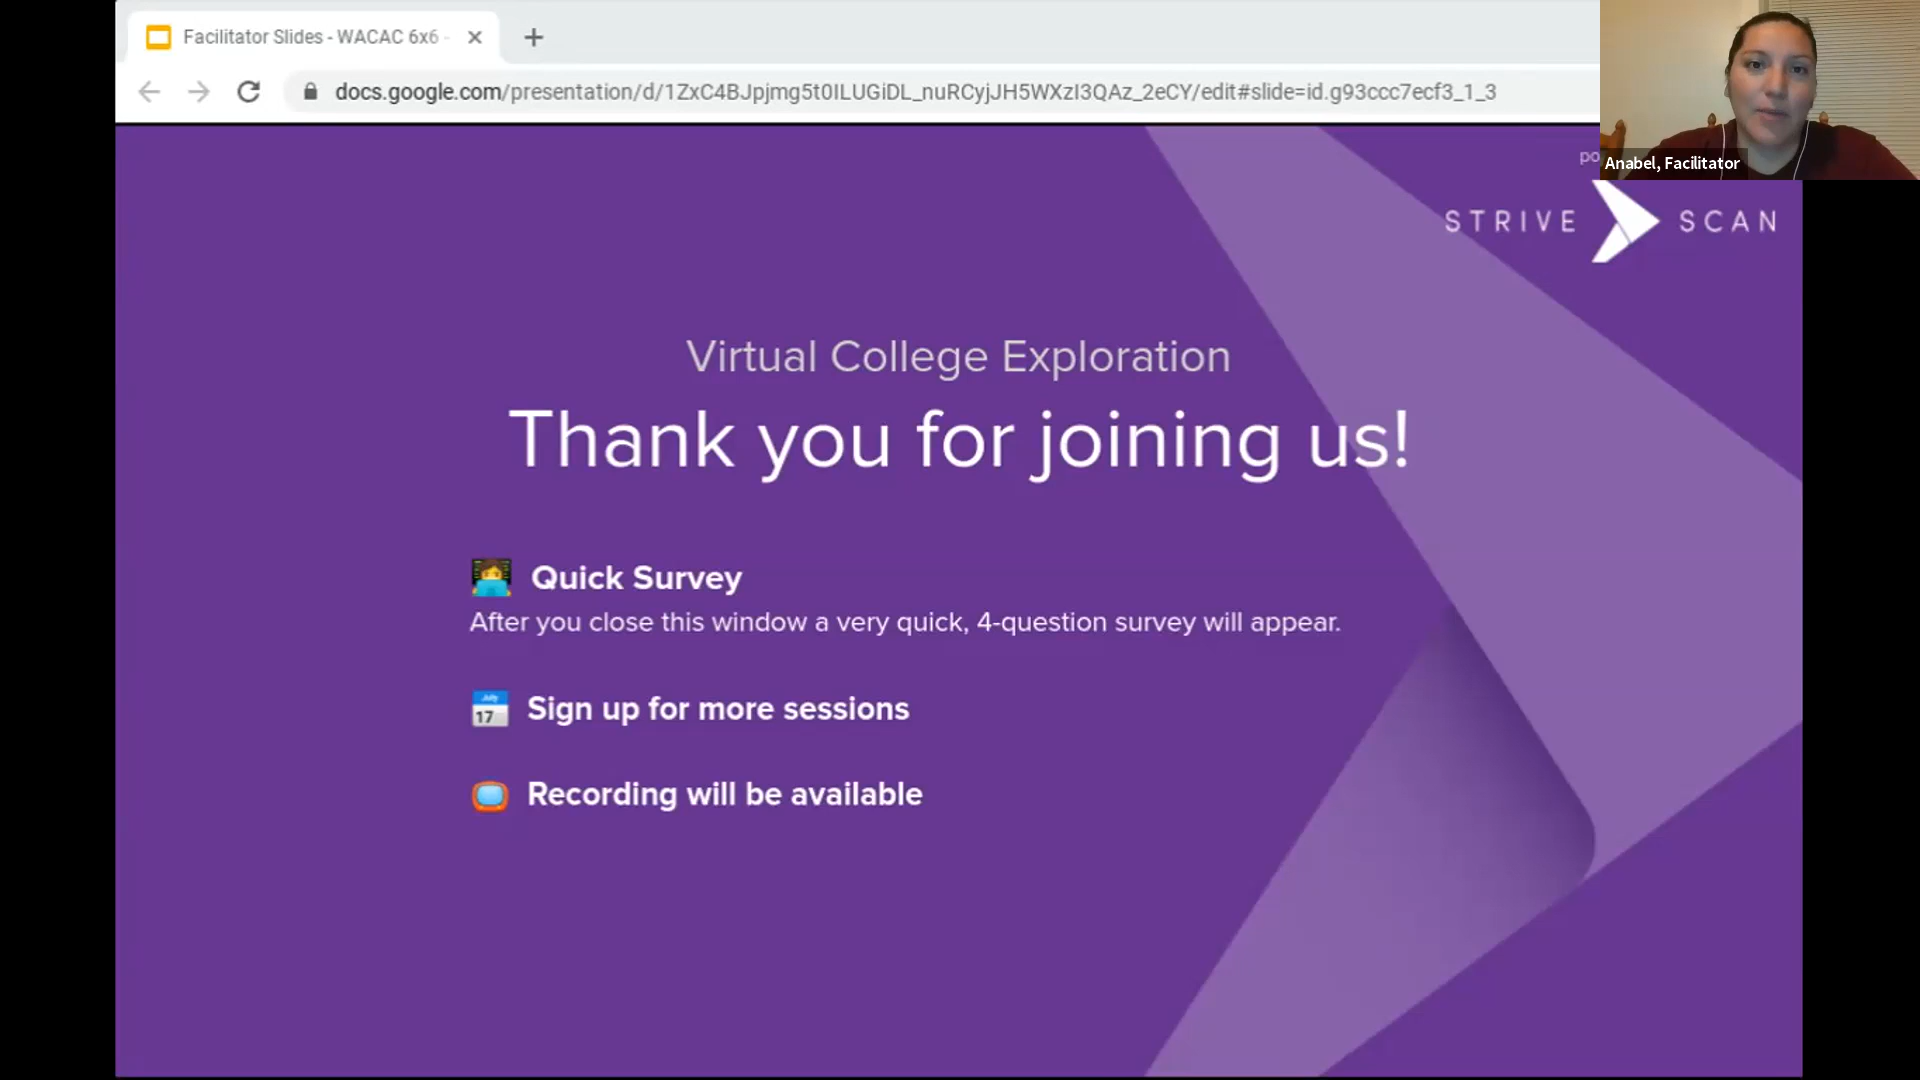 Facilitator Slides - WACAC 6x6 -
docs.google.com/presentation/d/1ZxC4BJpjmg5t0ILUGiDL_nuRCyjJH5WXzI3QAz_2eCY/edit#slide=id.g93ccc7ecf3_1_3
Anabel, Facilitator
STRIVE SCAN
Virtual College Exploration
Thank you for joining us!
Quick Survey
After you close this window a very quick, 4-question survey will appear.
July
17
Sign up for more sessions
Recording will be available